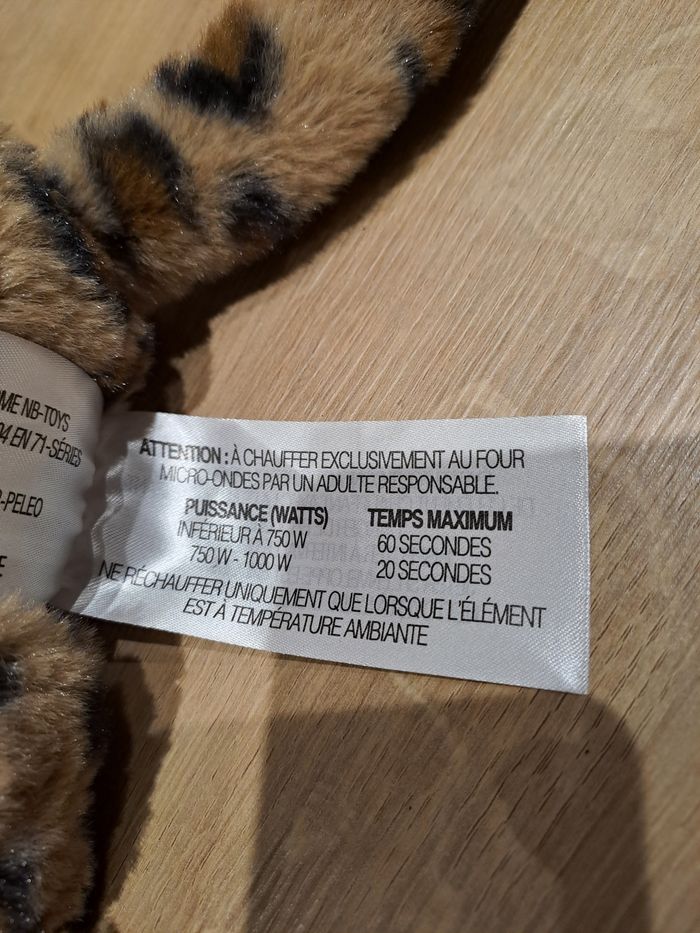 ME NB-TOYS
04 EN 71-SÉRIES
-PELEO
E
ATTENTION : À CHAUFFER EXCLUSIVEMENT AU FOUR
MICRO-ONDES PAR UN ADULTE RESPONSABLE.
PUISSANCE (WATTS) TEMPS MAXIMUM
INFÉRIEUR À 750 W 60 SECONDES
750 W - 1000 W 20 SECONDES
NE RÉCHAUFFER UNIQUEMENT QUE LORSQUE L'ÉLÉMENT
EST À TEMPÉRATURE AMBIANTE